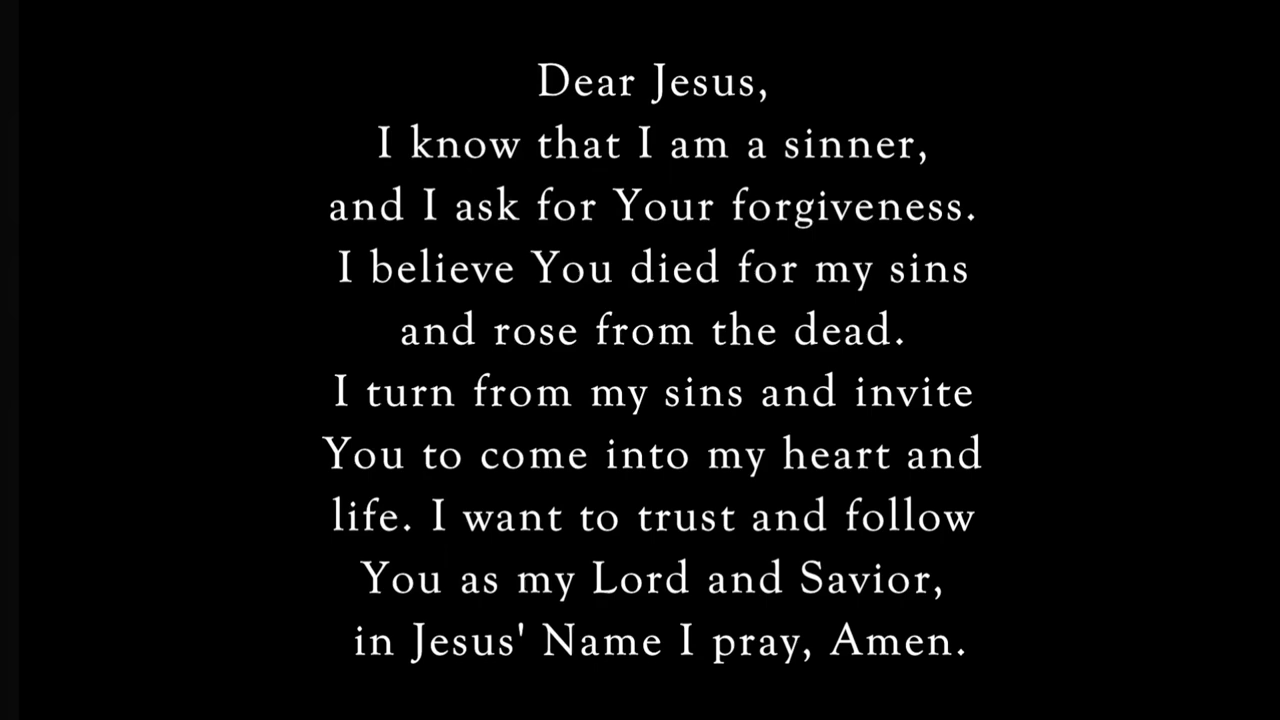 Dear Jesus,
I know that I am a sinner,
and I ask for Your forgiveness.
I believe You died for my sins
and rose from the dead.
I turn from my sins and invite
You to come into my heart and
life. I want to trust and follow
You as my Lord and Savior,
in Jesus' Name I pray, Amen.